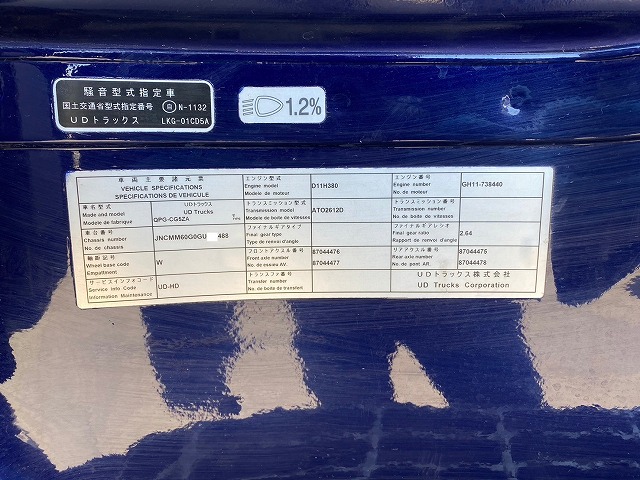 騒音型式指定車
国土交通省型式指定番号 自 N-1132
UDトラックス LKG-01CD5A
1.2%
車両主要諸元票
VEHICLE SPECIFICATIONS
SPECIFICATIONS DE VEHICULE
エンジン型式
Engine model
Modèle de moteur
D11H380
エンジン番号
Engine number
No. de moteur
GH11-738440
車名型式
Made and model
Modèle de fabrique
UDトラックス
UD Trucks
QPG-CG5ZA
トランスミッション型式
Transmission model
Modèle de boite de vitesses
ATO2612D
トランスミッション番号
Transmission number
No. de boite de vitesses
車台番号
Chassis number
No. de chassis
JNCMM60G0GU 488
ファイナルギアタイプ
Final gear type
Type de renvoi d'angle
ファイナルギアレシオ
Final gear ratio
Rapport de renvoi d'angle
2.64
軸距記号
Wheel base code
Empattment
W
フロントアクスル番号
Front axle number
No. de essieu AV.
87044476
87044477
リアアクスル番号
Rear axle number
No. de pont AR.
87044475
87044478
サービスインフォコード
Service info Code
Information Maintenance
UD-HD
トランスファ番号
Transfer number
No. de boite de transfert
UDトラックス株式会社
UD Trucks Corporation